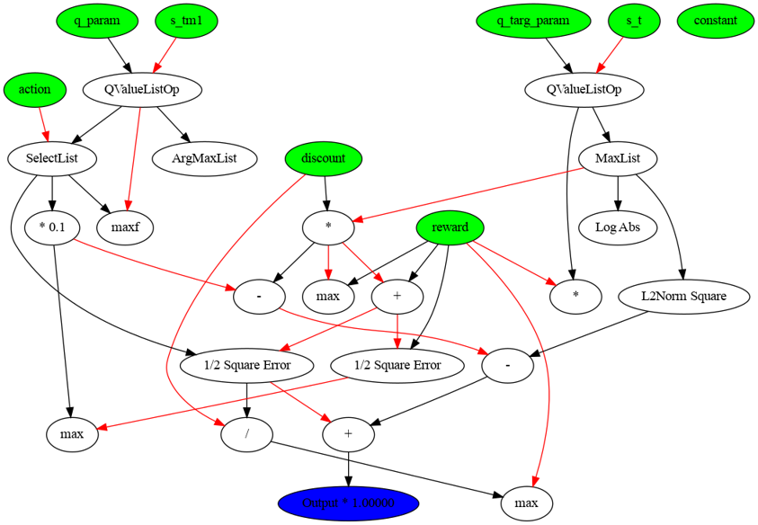 q_param
s_tm1
q_targ_param
s_t
constant
action
QValueListOp
QValueListOp
SelectList
ArgMaxList
discount
MaxList
* 0.1
maxf
*
reward
Log Abs
-
max
+
*
L2Norm Square
1/2 Square Error
1/2 Square Error
-
max
/
+
Output * 1.00000
max